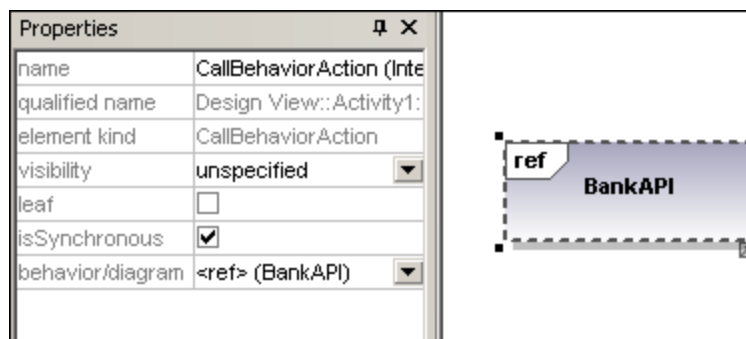 Properties
name CallBehaviorAction (Inte
qualified name Design View::Activity1:
element kind CallBehaviorAction
visibility unspecified
leaf
isSynchronous
behavior/diagram <ref> (BankAPI)
ref
BankAPI